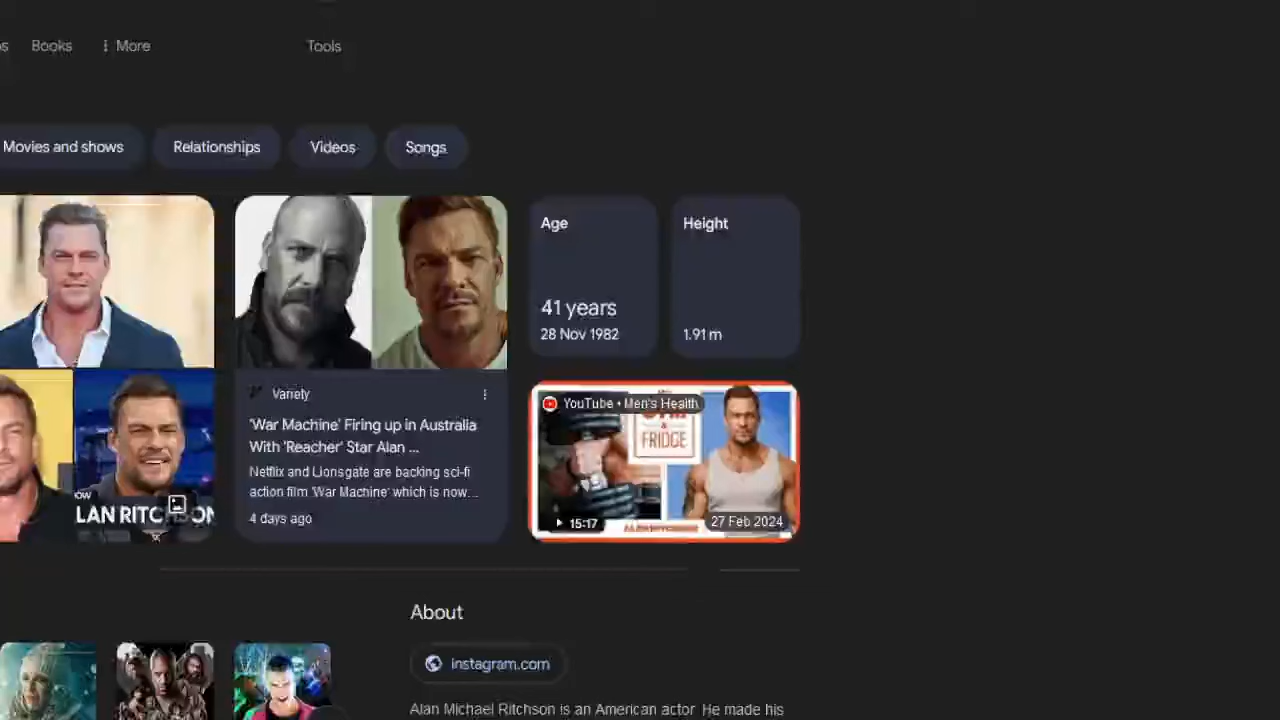 Books
More
Tools
Movies and shows
Relationships
Videos
Songs
Age
41 years
28 Nov 1982
Height
1.91 m
Variety
'War Machine' Firing up in Australia
With 'Reacher' Star Alan ...
Netflix and Lionsgate are backing sci-fi
action film 'War Machine' which is now...
4 days ago
YouTube • Men's Health
&
FRIDGE
15:17
27 Feb 2024
About
instagram.com
Alan Michael Ritchson is an American actor. He made his